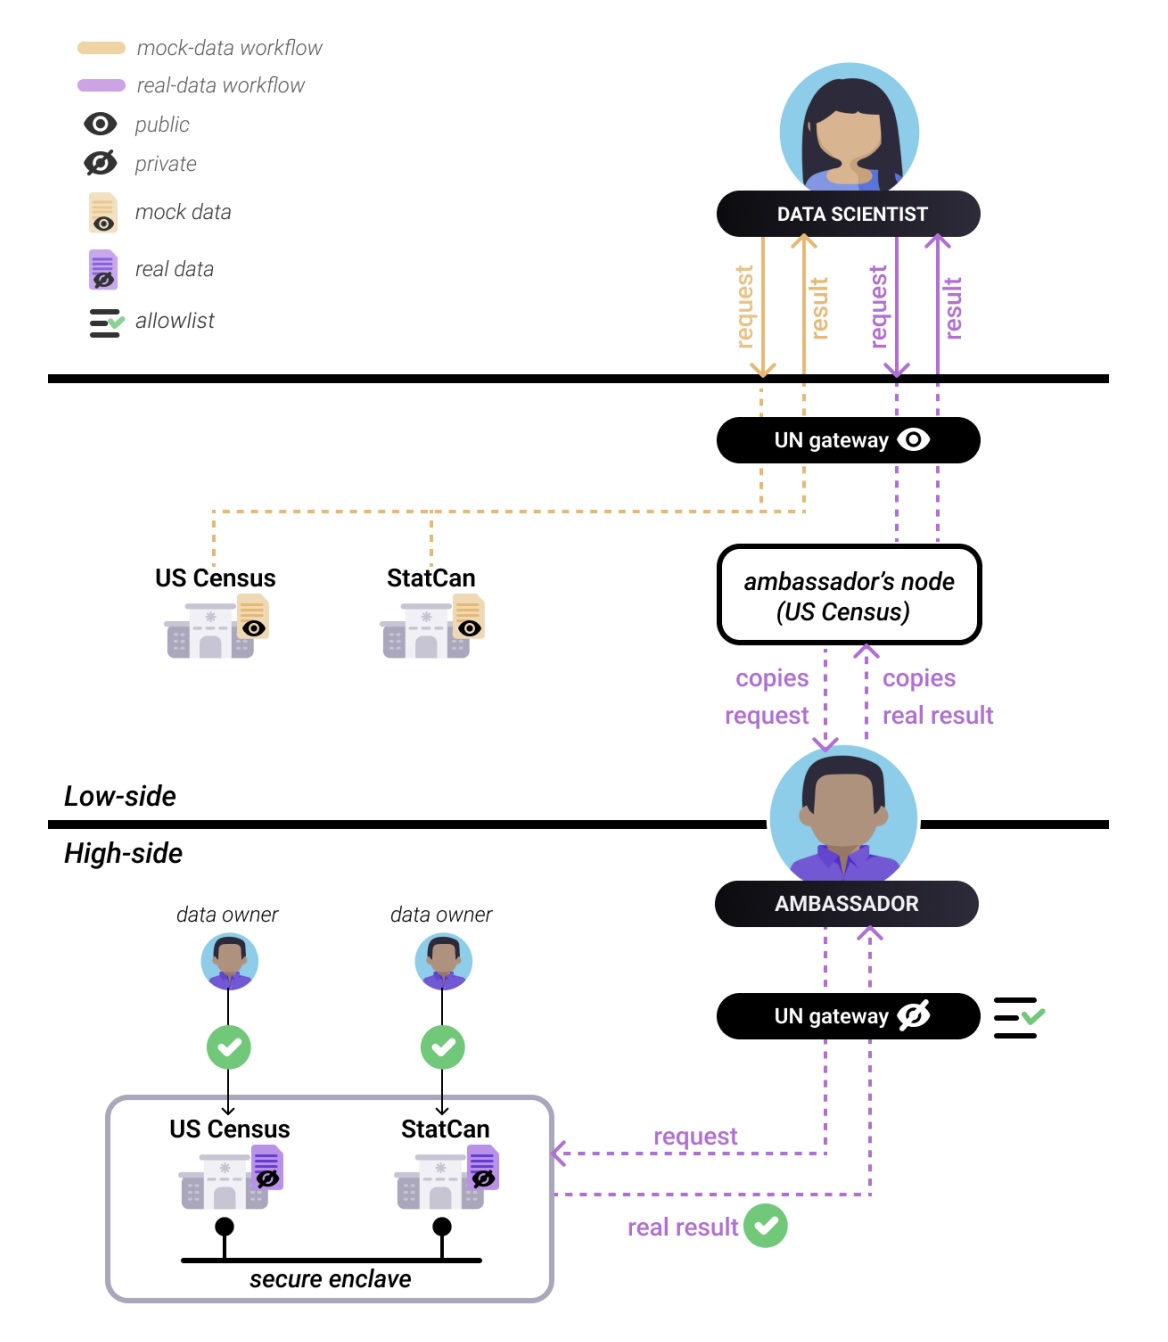 mock-data workflow
real-data workflow
public
private
mock data
real data
allowlist
DATA SCIENTIST
request
result
request
result
UN gateway
US Census
StatCan
ambassador's node
(US Census)
copies
request
copies
real result
Low-side
High-side
AMBASSADOR
data owner
data owner
UN gateway
US Census
StatCan
request
real result
secure enclave